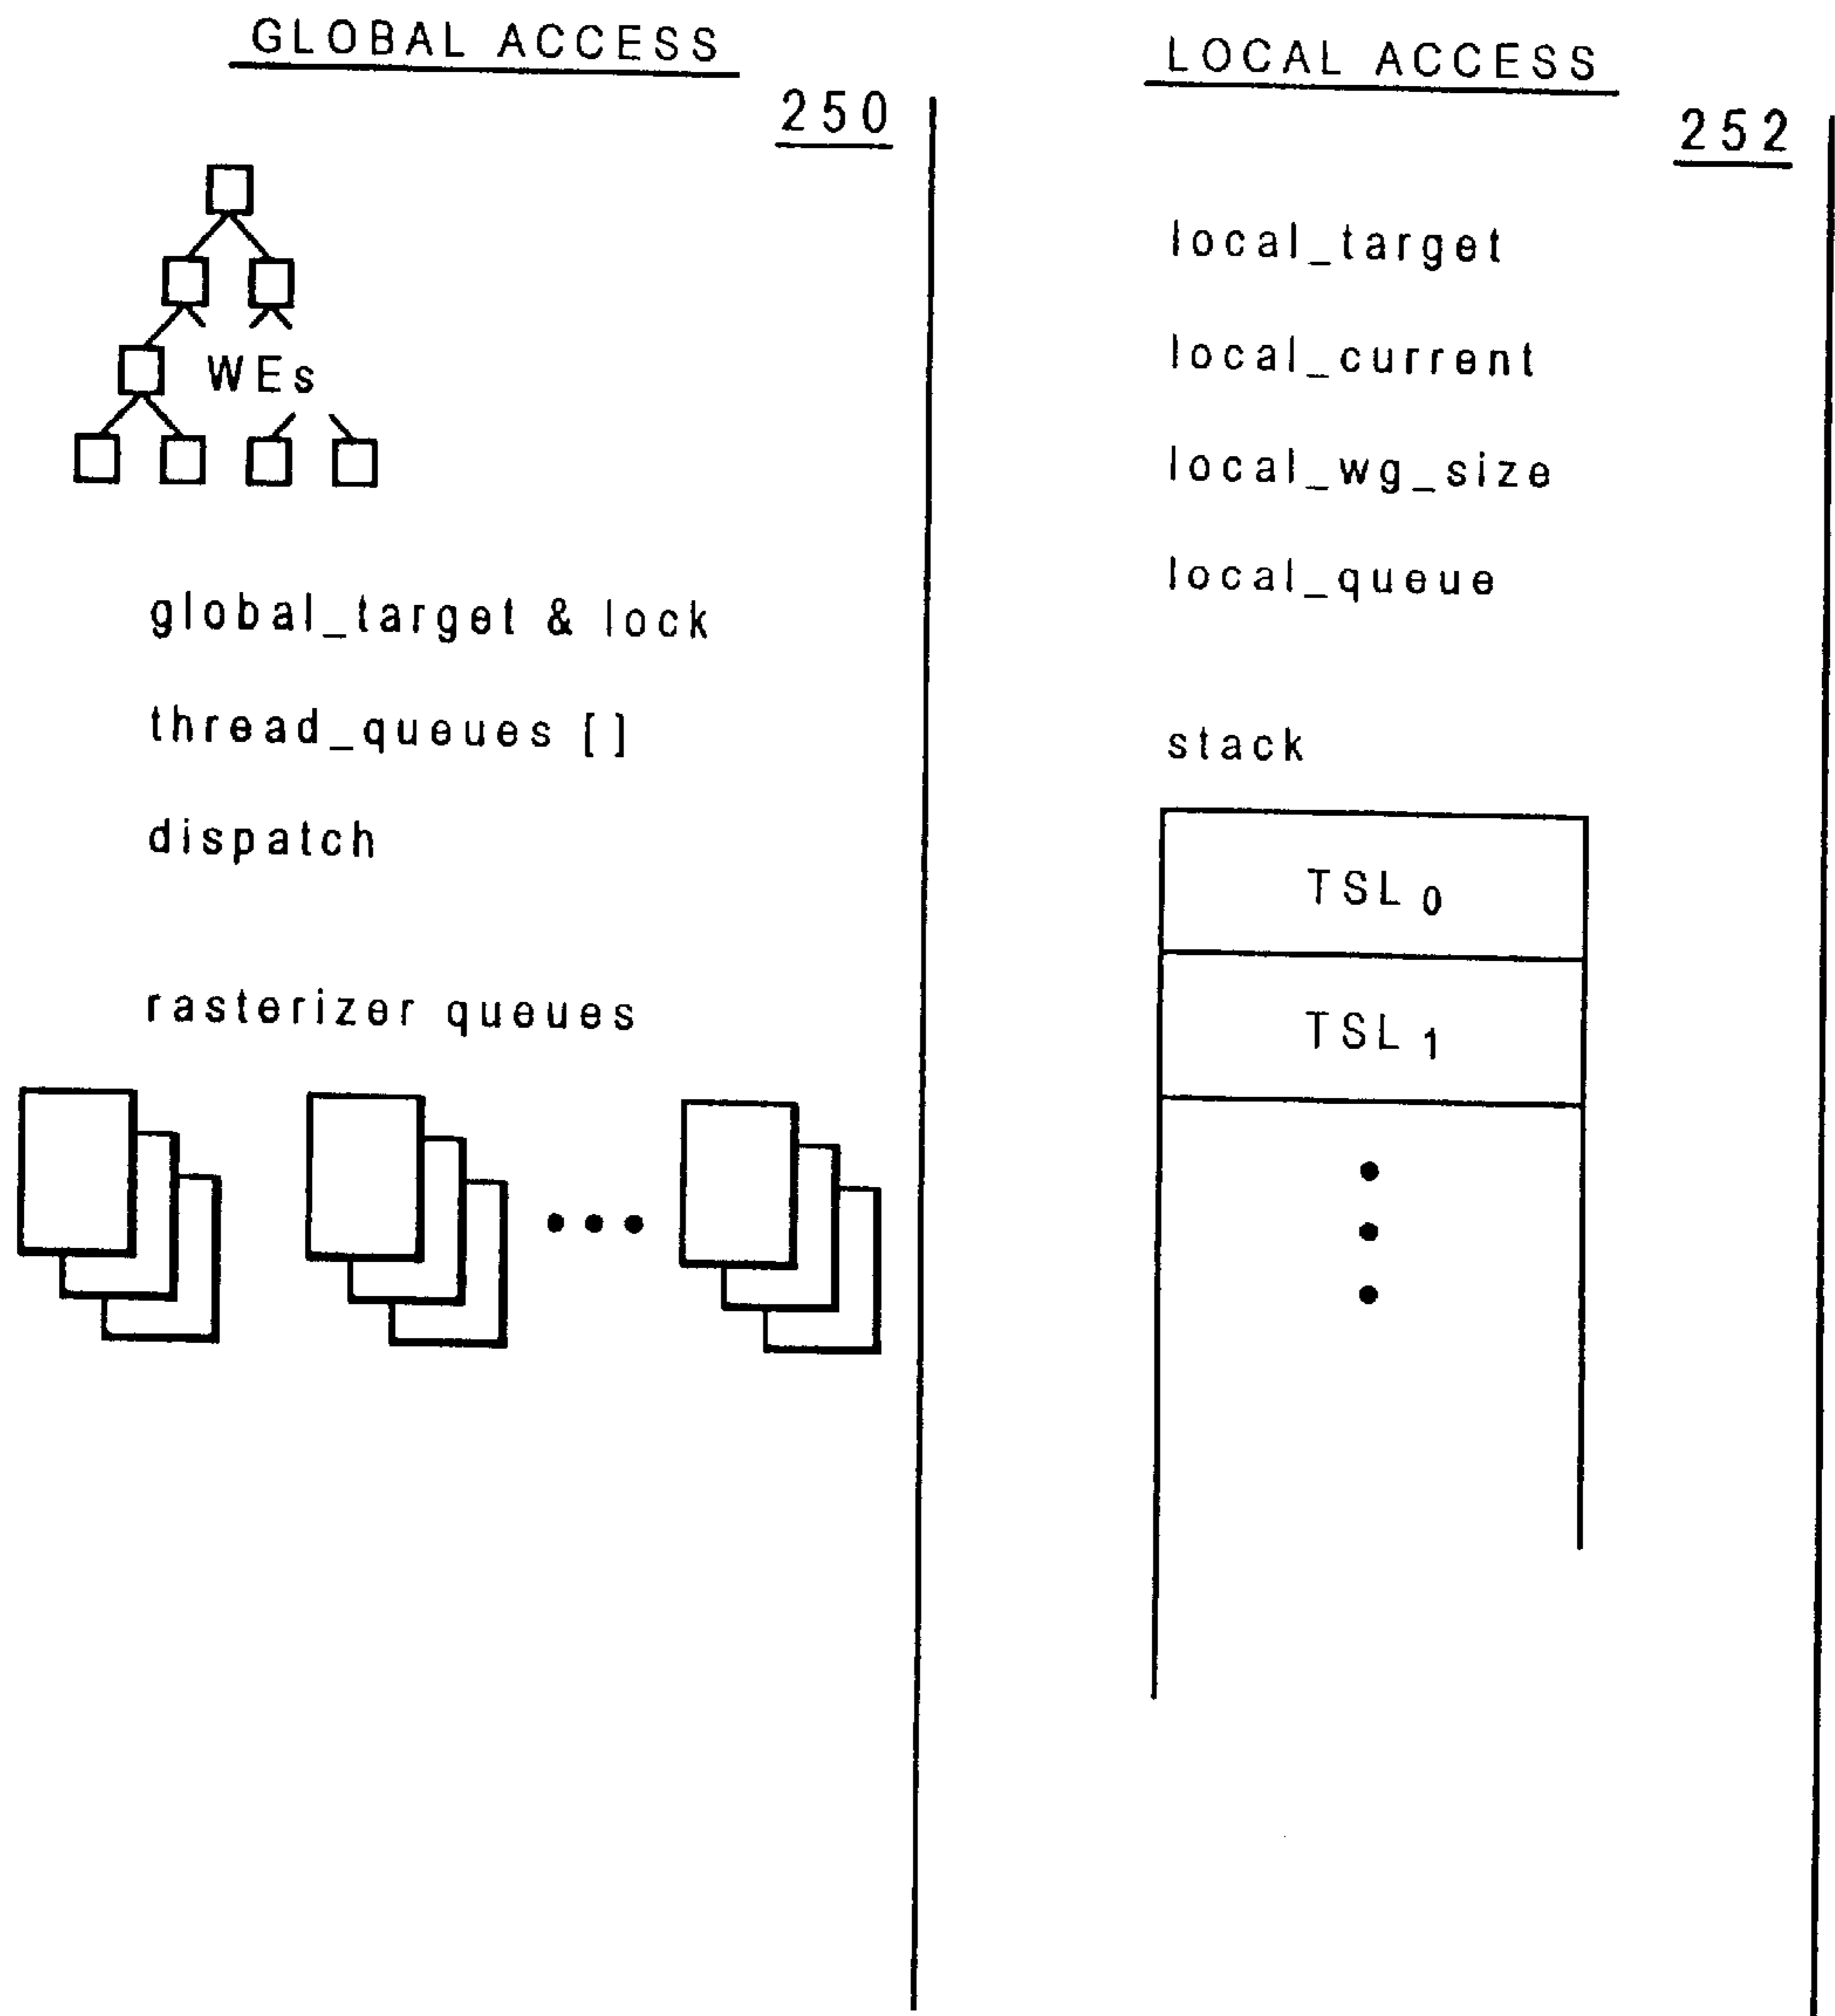 GLOBAL ACCESS
250
WEs
global_target & lock
thread_queues []
dispatch
rasterizer queues
LOCAL ACCESS
252
local_target
local_current
local_wg_size
local_queue
stack
TSL 0
TSL 1